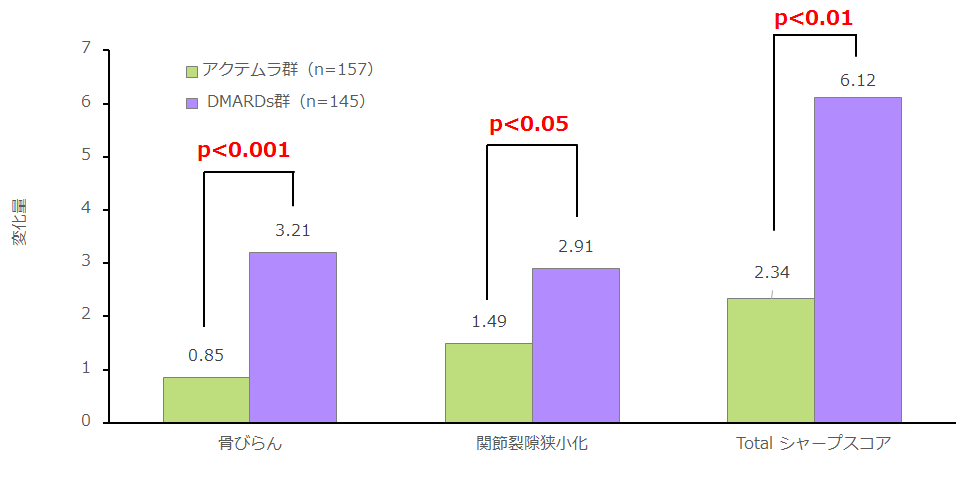 p<0.01
7
アクテムラ群（n=157）
6.12
6
DMARDs群（n=145）
p<0.05
p<0.001
5
4
変化量
3.21
2.91
3
2.34
2
1.49
0.85
1
0
骨びらん
関節裂隙狭小化
Total シャープスコア